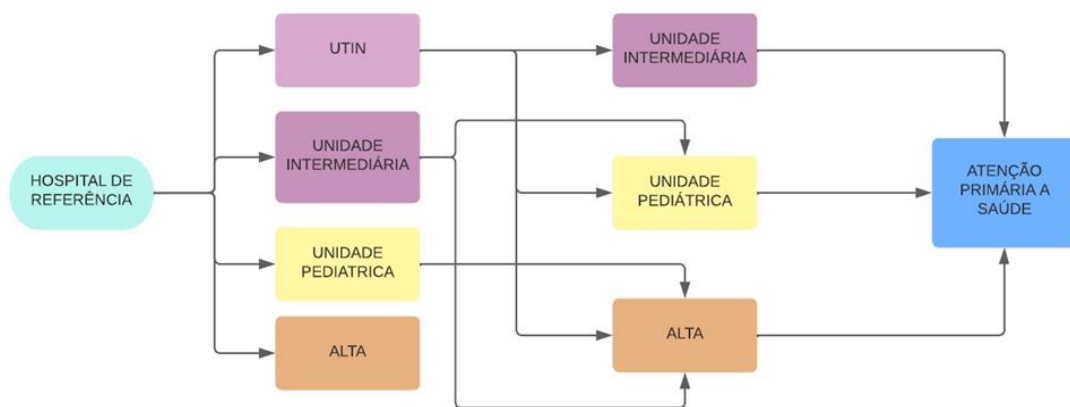 HOSPITAL DE
REFERÊNCIA
UTIN
UNIDADE
INTERMEDIÁRIA
UNIDADE
PEDIATRICA
ALTA
UNIDADE
INTERMEDIÁRIA
UNIDADE
PEDIÁTRICA
ALTA
ATENÇÃO
PRIMÁRIA A
SAÚDE